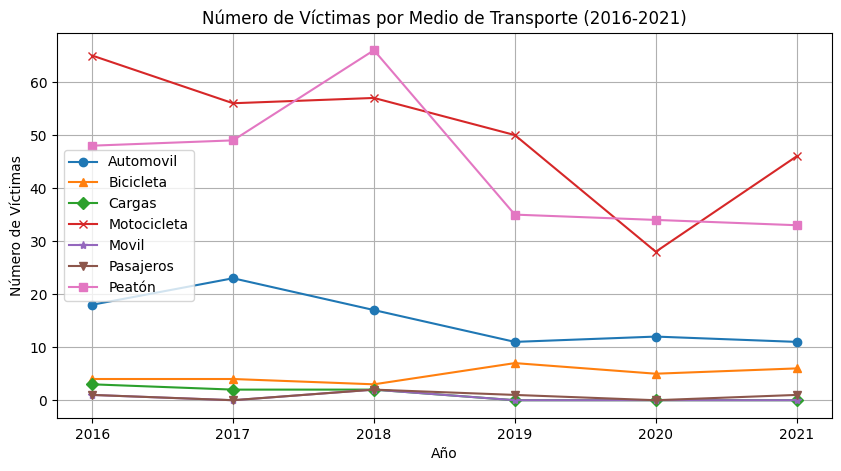 Número de Víctimas por Medio de Transporte (2016-2021)
Número de Víctimas
60
50
40
30
20
10
0
Automovil
Bicicleta
Cargas
Motocicleta
Movil
Pasajeros
Peatón
2016 2017 2018 2019 2020 2021
Año